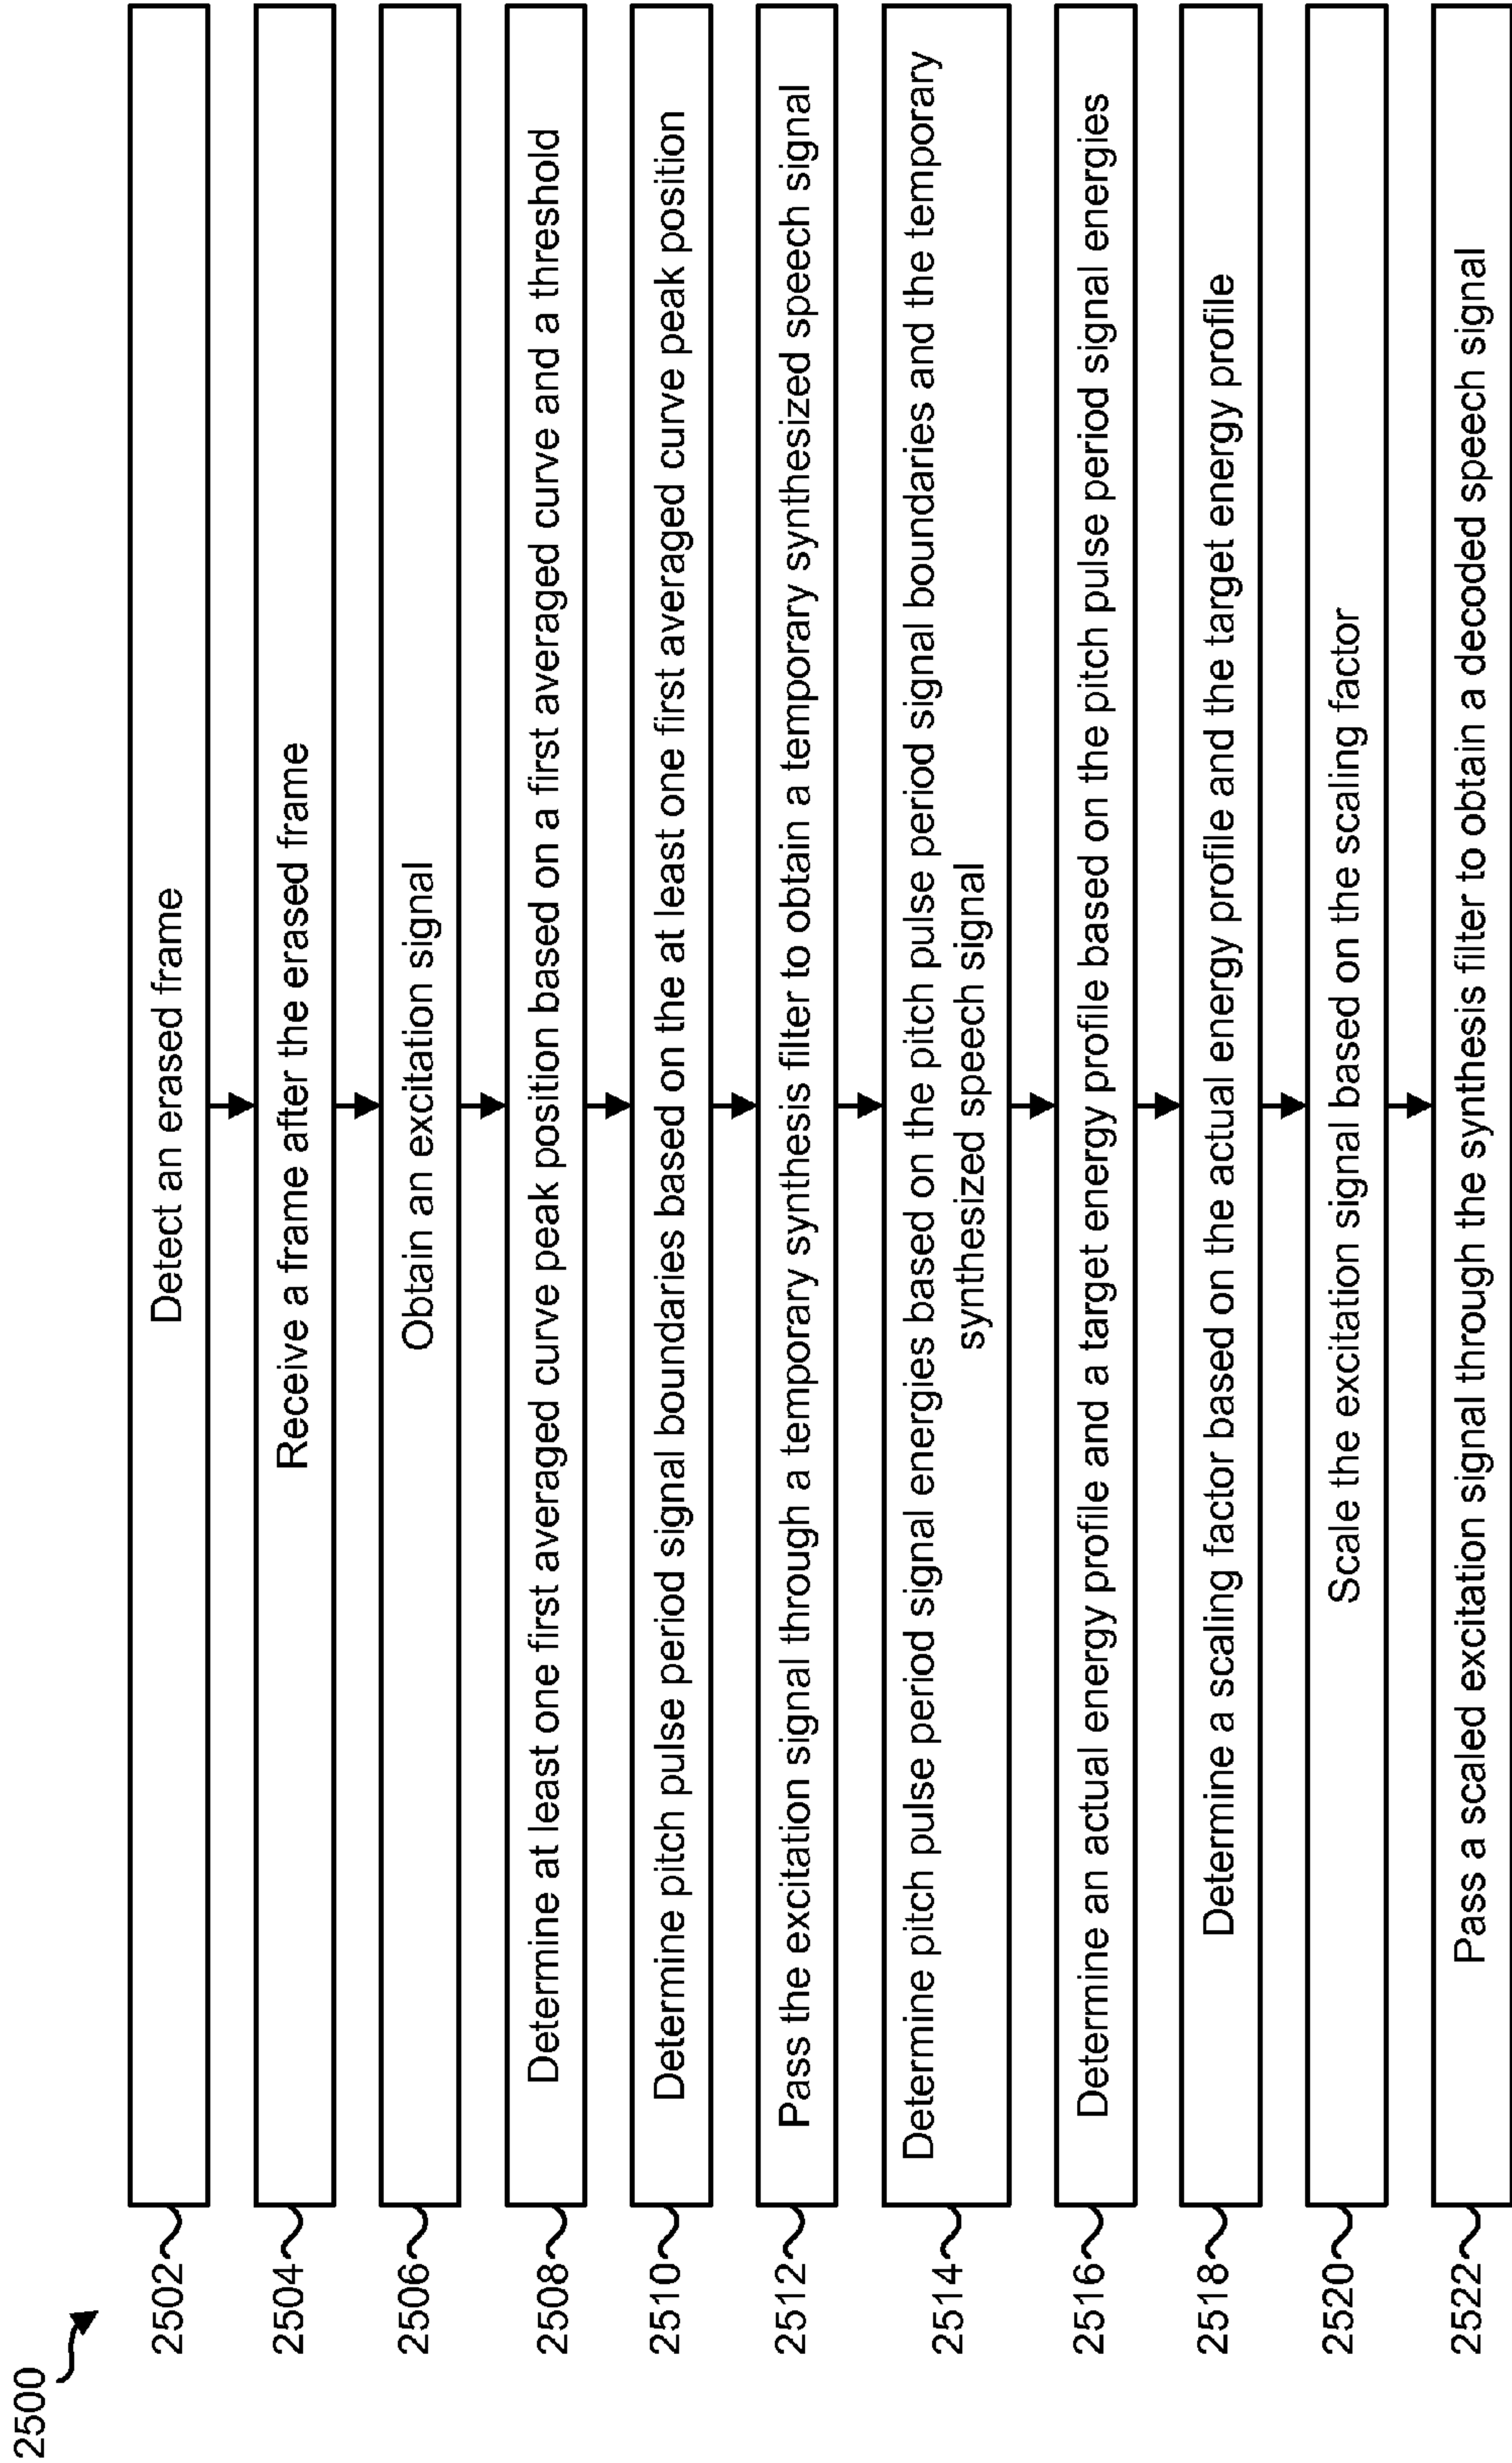 2500
2502
Detect an erased frame
2504
Receive a frame after the erased frame
2506
Obtain an excitation signal
2508
Determine at least one first averaged curve peak position based on a first averaged curve and a threshold
2510
Determine pitch pulse period signal boundaries based on the at least one first averaged curve peak position
2512
Pass the excitation signal through a temporary synthesis filter to obtain a temporary synthesized speech signal
2514
Determine pitch pulse period signal energies based on the pitch pulse period signal boundaries and the temporary
synthesized speech signal
2516
Determine an actual energy profile and a target energy profile based on the pitch pulse period signal energies
2518
Determine a scaling factor based on the actual energy profile and the target energy profile
2520
Scale the excitation signal based on the scaling factor
2522
Pass a scaled excitation signal through the synthesis filter to obtain a decoded speech signal